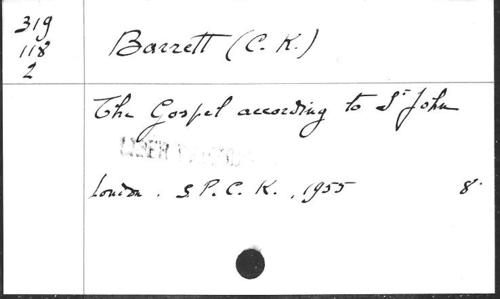 319
118
2
Barrett (C. K.)
The Gospel according to St John
London. S. P. C. K., 1955 8°